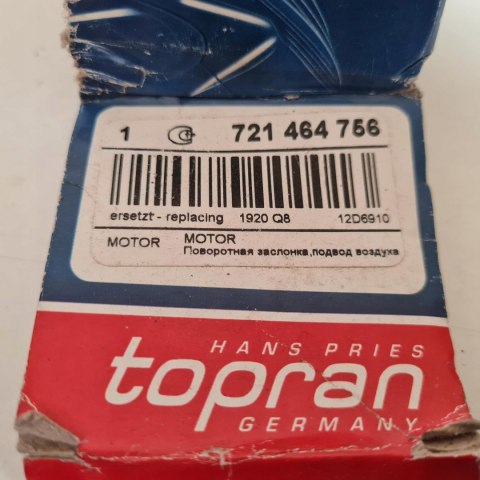 1 721 464 756
ersetzt - replacing 1920 Q8 12D6910
MOTOR MOTOR
Поворотная заслонка,подвод воздуха
HANS PRIES
topran
GERMANY